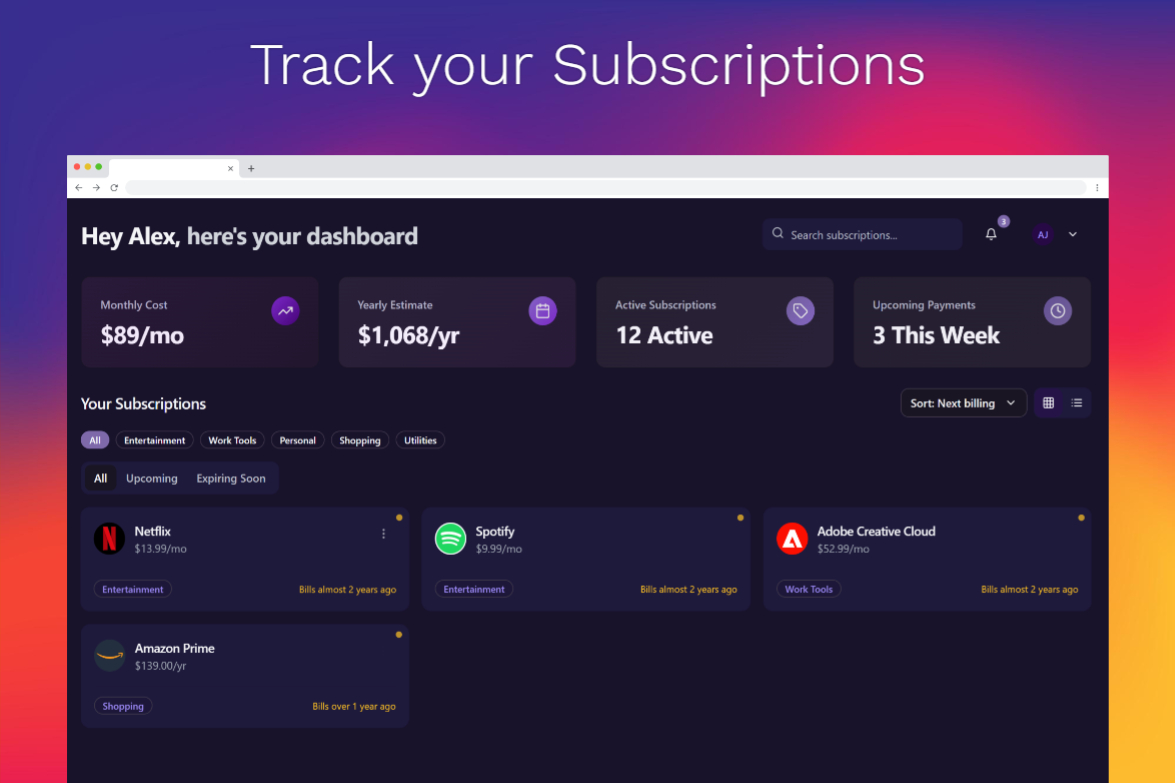 Track your Subscriptions
Hey Alex, here's your dashboard
Search subscriptions...
3
AJ
Monthly Cost
$89/mo
Yearly Estimate
$1,068/yr
Active Subscriptions
12 Active
Upcoming Payments
3 This Week
Your Subscriptions
Sort: Next billing
All Entertainment Work Tools Personal Shopping Utilities
All Upcoming Expiring Soon
Netflix
$13.99/mo
Entertainment
Bills almost 2 years ago
Spotify
$9.99/mo
Entertainment
Bills almost 2 years ago
Adobe Creative Cloud
$52.99/mo
Work Tools
Bills almost 2 years ago
Amazon Prime
$139.00/yr
Shopping
Bills over 1 year ago